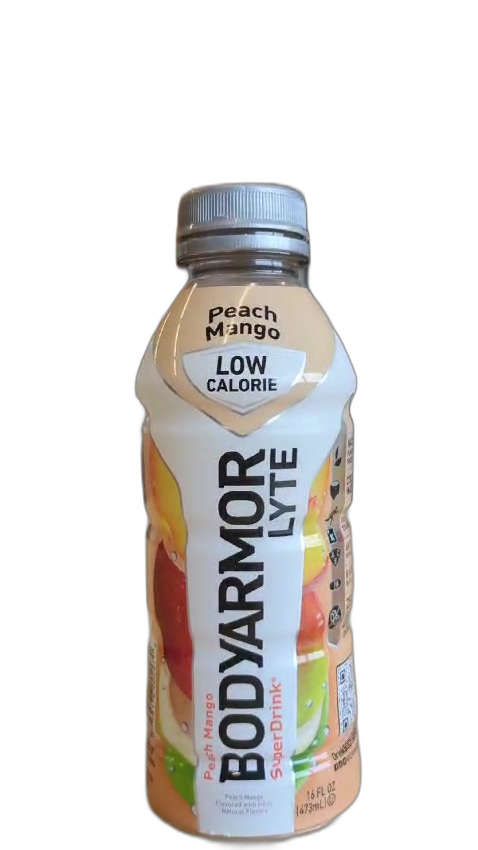 Peach
Mango
LOW
CALORIE
BODYARMOR
LYTE
Peach Mango
SuperDrink®
Peach Mango
Flavored with other
Natural Flavors
16 FL OZ
(473mL)
0%